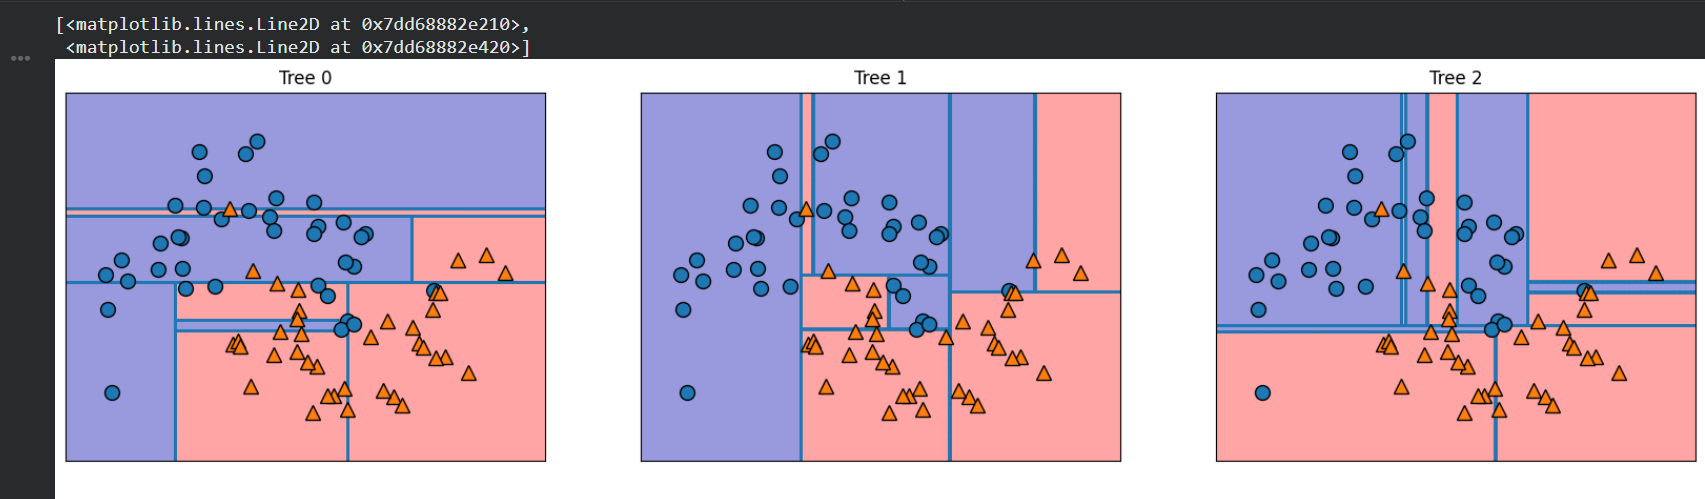 [<matplotlib.lines.Line2D at 0x7dd68882e210>,
<matplotlib.lines.Line2D at 0x7dd68882e420>]
Tree 0
Tree 1
Tree 2